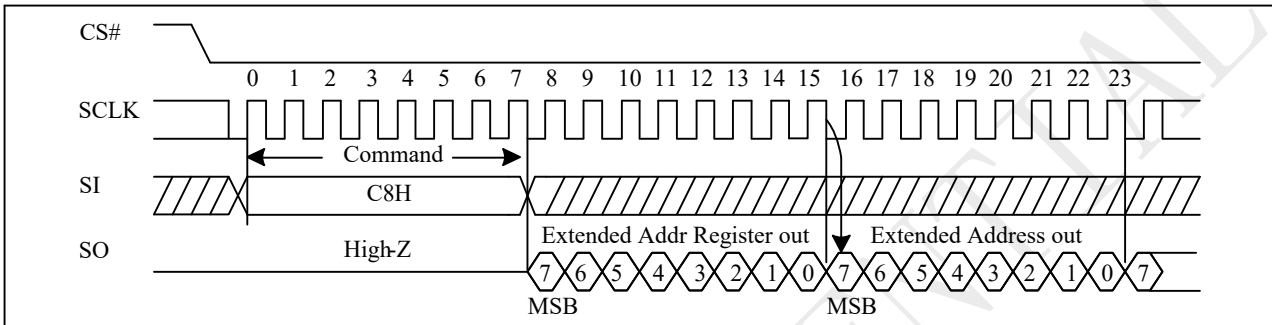 CS#
0 1 2 3 4 5 6 7 8 9 10 11 12 13 14 15 16 17 18 19 20 21 22 23
SCLK
Command
SI
C8H
SO
High-Z
Extended Addr Register out
Extended Address out
7 6 5 4 3 2 1 0 7 6 5 4 3 2 1 0 7
MSB
MSB